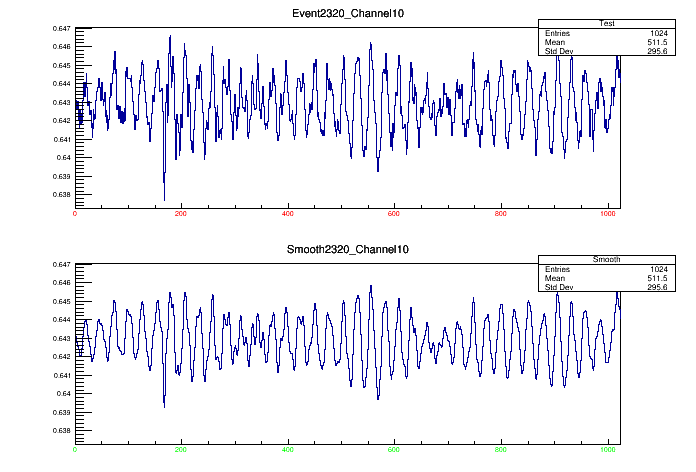 Event2320_Channel10
Test
Entries 1024
Mean 511.5
Std Dev 295.6
0.647
0.646
0.645
0.644
0.643
0.642
0.641
0.64
0.639
0.638
0 200 400 600 800 1000
Smooth2320_Channel10
Smooth
Entries 1024
Mean 511.5
Std Dev 295.6
0.647
0.646
0.645
0.644
0.643
0.642
0.641
0.64
0.639
0.638
0 200 400 600 800 1000